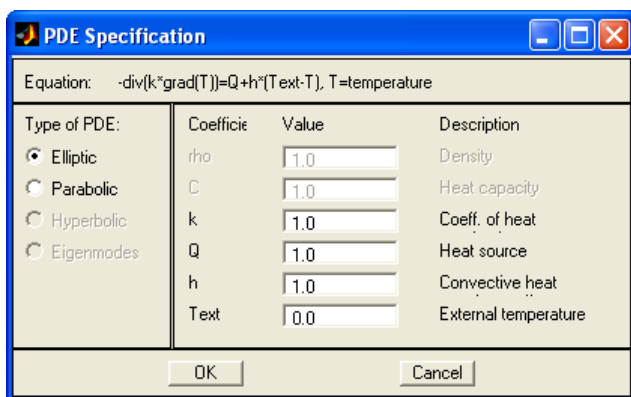 PDE Specification
Equation: -div(k*grad(T))=Q+h*(Text-T), T=temperature
Type of PDE:
Elliptic
Parabolic
Hyperbolic
Eigenmodes
Coefficie Value Description
rho 1.0 Density
C 1.0 Heat capacity
k 1.0 Coeff. of heat
Q 1.0 Heat source
h 1.0 Convective heat
Text 0.0 External temperature
OK Cancel